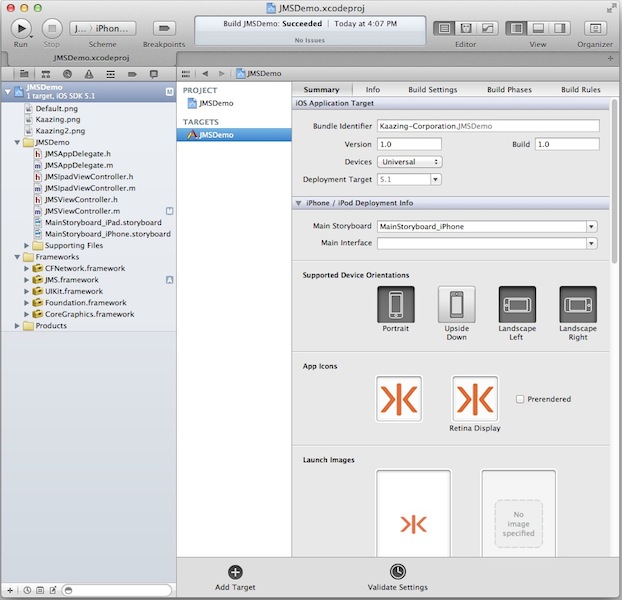 JMSDemo.xcodeproj
Run
Stop
J... iPhon...
Scheme
Breakpoints
Build JMSDemo: Succeeded | Today at 4:07 PM
No Issues
Editor
View
Organizer
JMSDemo.xcodeproj
JMSDemo
1 target, iOS SDK 5.1
M
Default.png
Kaazing.png
Kaazing2.png
JMSDemo
JMSAppDelegate.h
JMSAppDelegate.m
JMSIpadViewController.h
JMSIpadViewController.m
JMSViewController.h
JMSViewController.m
M
MainStoryboard_iPad.storyboard
MainStoryboard_iPhone.storyboard
Supporting Files
Frameworks
CFNetwork.framework
JMS.framework
A
UIKit.framework
Foundation.framework
CoreGraphics.framework
Products
JMSDemo
PROJECT
JMSDemo
TARGETS
JMSDemo
Summary Info Build Settings Build Phases Build Rules
iOS Application Target
Bundle Identifier Kaazing-Corporation.JMSDemo
Version 1.0 Build 1.0
Devices Universal
Deployment Target 5.1
iPhone / iPod Deployment Info
Main Storyboard MainStoryboard_iPhone
Main Interface
Supported Device Orientations
Portrait
Upside
Down
Landscape
Left
Landscape
Right
App Icons
Prerendered
Retina Display
Launch Images
No
image
specified
Add Target
Validate Settings